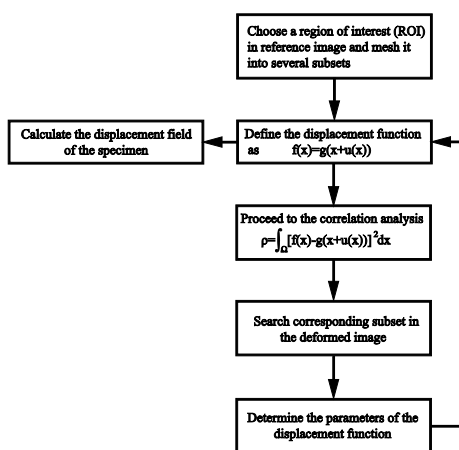 Choose a region of interest (ROI)
in reference image and mesh it
into several subsets
Calculate the displacement field
of the specimen
Define the displacement function
as f(x)=g(x+u(x))
Proceed to the correlation analysis
ρ=∫Ω[f(x)-g(x+u(x))]²dx
Search corresponding subset in
the deformed image
Determine the parameters of the
displacement function